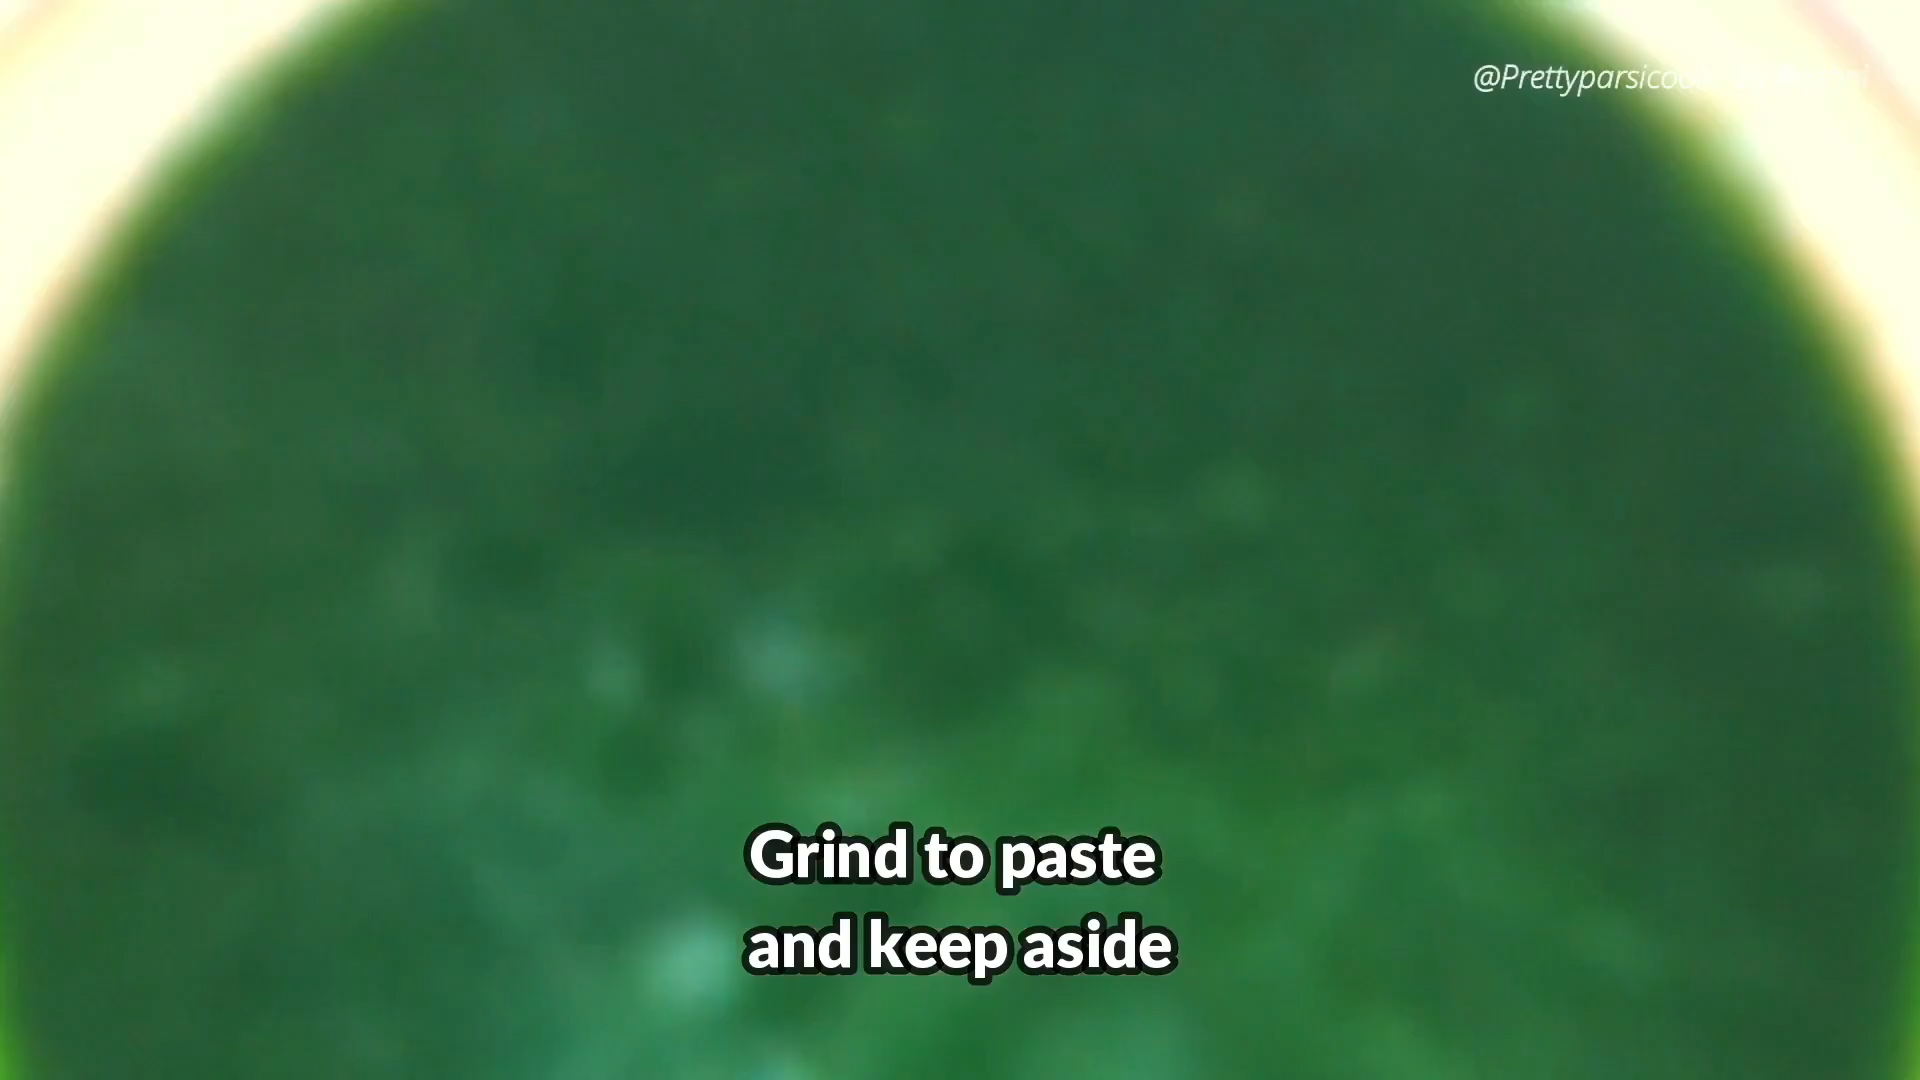 Grind to paste
and keep aside